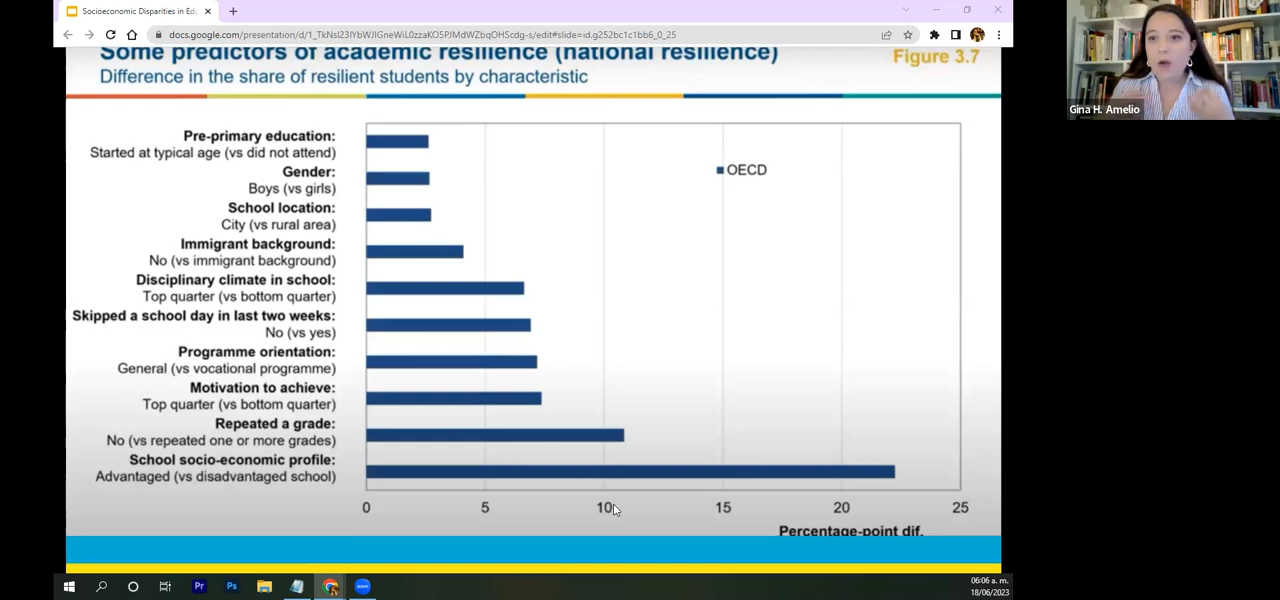 Socioeconomic Disparities in Edu
docs.google.com/presentation/d/1_TkNsI23IYbWJIGneWiL0zzaKO5PJMdWZbqOHScdg-s/edit#slide=id.g252bc1c1bb6_0_25
Some predictors of academic resilience (national resilience)
Figure 3.7
Difference in the share of resilient students by characteristic
Gina H. Amelio
Pre-primary education:
Started at typical age (vs did not attend)
OECD
Gender:
Boys (vs girls)
School location:
City (vs rural area)
Immigrant background:
No (vs immigrant background)
Disciplinary climate in school:
Top quarter (vs bottom quarter)
Skipped a school day in last two weeks:
No (vs yes)
Programme orientation:
General (vs vocational programme)
Motivation to achieve:
Top quarter (vs bottom quarter)
Repeated a grade:
No (vs repeated one or more grades)
School socio-economic profile:
Advantaged (vs disadvantaged school)
0 5 10 15 20 25
Percentage-point dif.
Pr Ps zoom
06:06 a. m.
18/06/2023